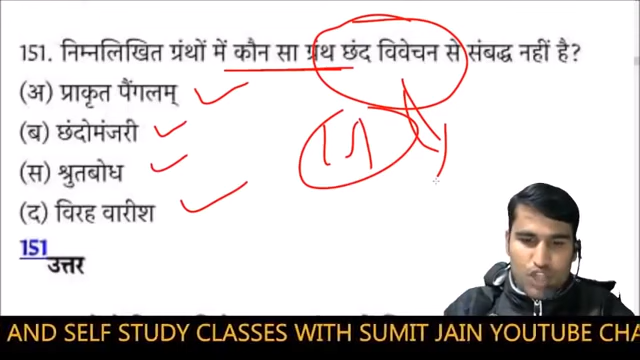 151. निम्नलिखित ग्रंथों में कौन सा ग्रंथ छंद विवेचन से संबद्ध नहीं है?
(अ) प्राकृत पैंगलम्
(ब) छंदोमंजरी
(स) श्रुतबोध
(द) विरह वारीश
151
उत्तर
AND SELF STUDY CLASSES WITH SUMIT JAIN YOUTUBE CHA